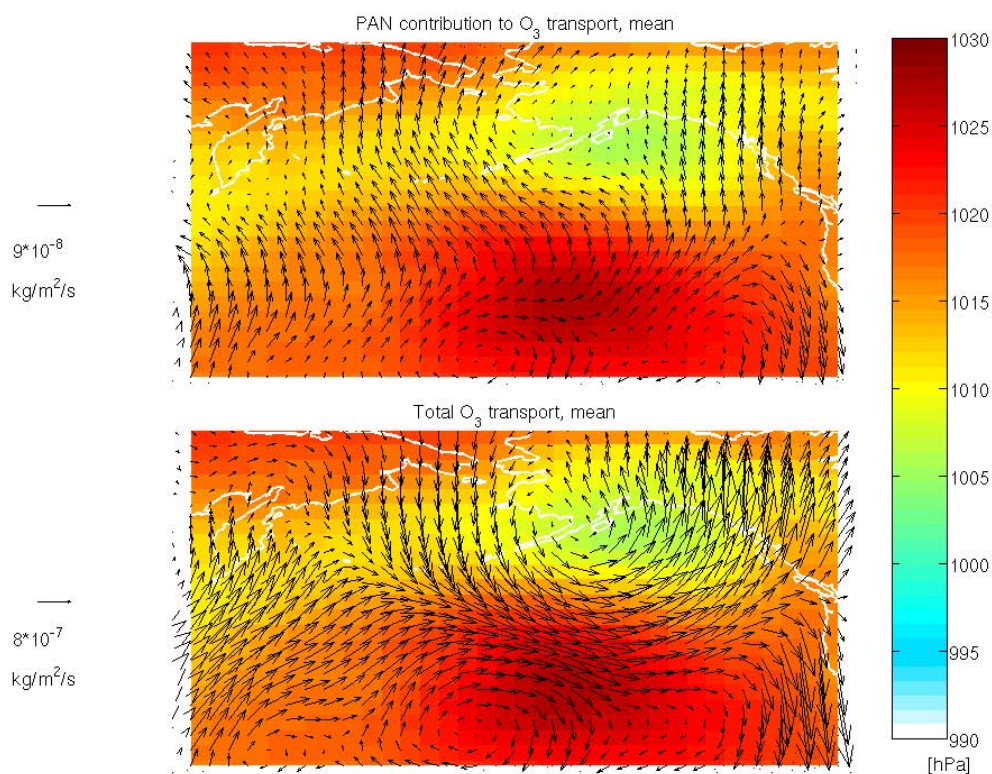 PAN contribution to O₃ transport, mean
9*10⁻⁸
kg/m²/s
Total O₃ transport, mean
8*10⁻⁷
kg/m²/s
1030
1025
1020
1015
1010
1005
1000
995
990
[hPa]